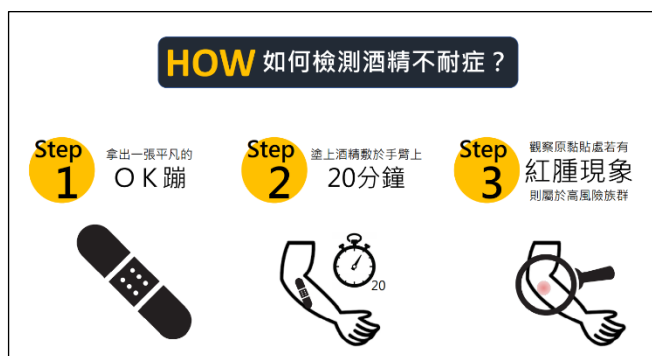 HOW 如何檢測酒精不耐症？
Step 1
拿出一張平凡的
ＯＫ蹦
Step 2
塗上酒精敷於手臂上
20分鐘
Step 3
觀察原黏貼處若有
紅腫現象
則屬於高風險族群
20